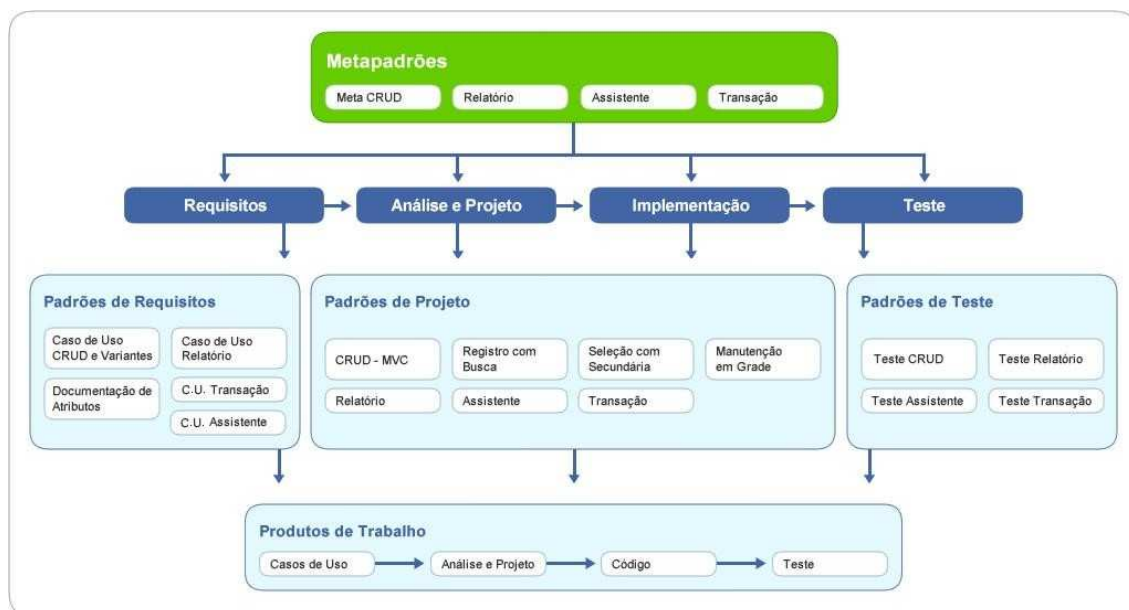 Metapadrões
Meta CRUD
Relatório
Assistente
Transação
Requisitos
Análise e Projeto
Implementação
Teste
Padrões de Requisitos
Caso de Uso
CRUD e Variantes
Caso de Uso
Relatório
Documentação de
Atributos
C.U. Transação
C.U. Assistente
Padrões de Projeto
CRUD - MVC
Registro com
Busca
Seleção com
Secundária
Manutenção
em Grade
Relatório
Assistente
Transação
Padrões de Teste
Teste CRUD
Teste Relatório
Teste Assistente
Teste Transação
Produtos de Trabalho
Casos de Uso
Análise e Projeto
Código
Teste